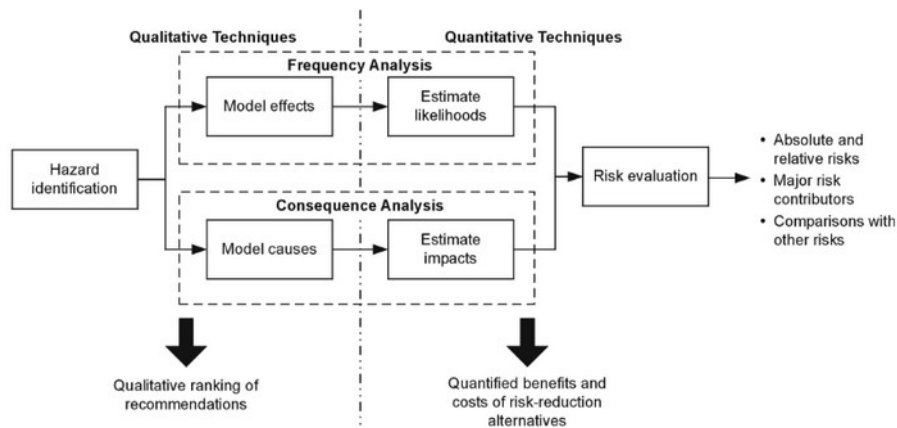 Qualitative Techniques
Quantitative Techniques
Frequency Analysis
Model effects
Estimate
likelihoods
Hazard
identification
Risk evaluation
• Absolute and
relative risks
• Major risk
contributors
• Comparisons with
other risks
Consequence Analysis
Model causes
Estimate
impacts
Qualitative ranking of
recommendations
Quantified benefits and
costs of risk-reduction
alternatives